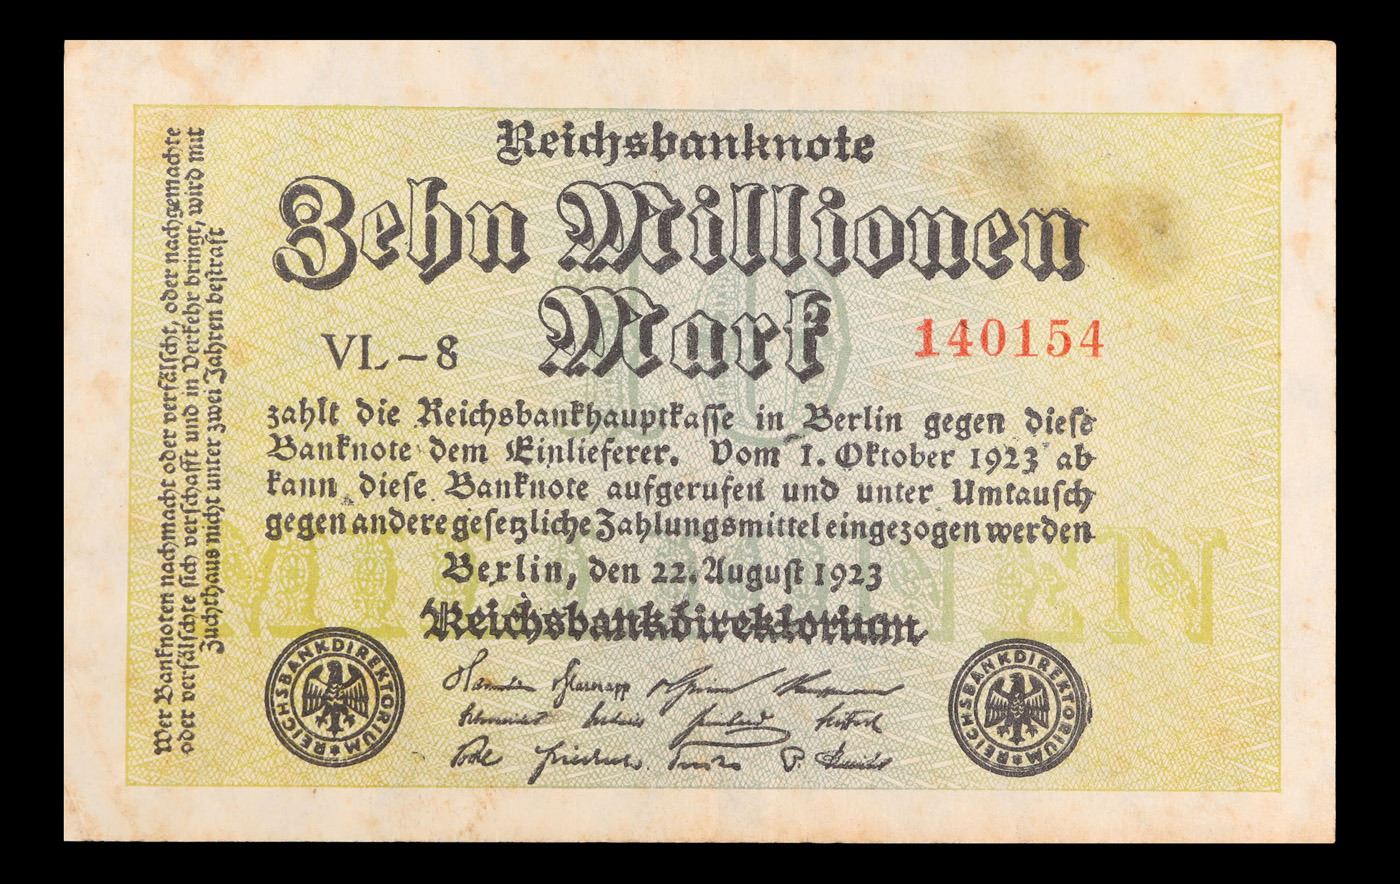 Reichsbanknote
Zehn Millionen
Mark
VL - 8
140154
zahlt die Reichsbankhauptkasse in Berlin gegen diese
Banknote dem Einlieferer. Vom 1. Oktober 1923 ab
kann diese Banknote aufgerufen und unter Umtausch
gegen andere gesetzliche Zahlungsmittel eingezogen werden
Berlin, den 22. August 1923
Reichsbankdirektorium
REICHSBANKDIREKTORIUM
REICHSBANKDIREKTORIUM
Wer Banknoten nachmacht oder verfälscht, oder nachgemachte
oder verfälschte sich verschafft und in Verkehr bringt, wird mit
Zuchthaus nicht unter zwei Jahren bestraft
10